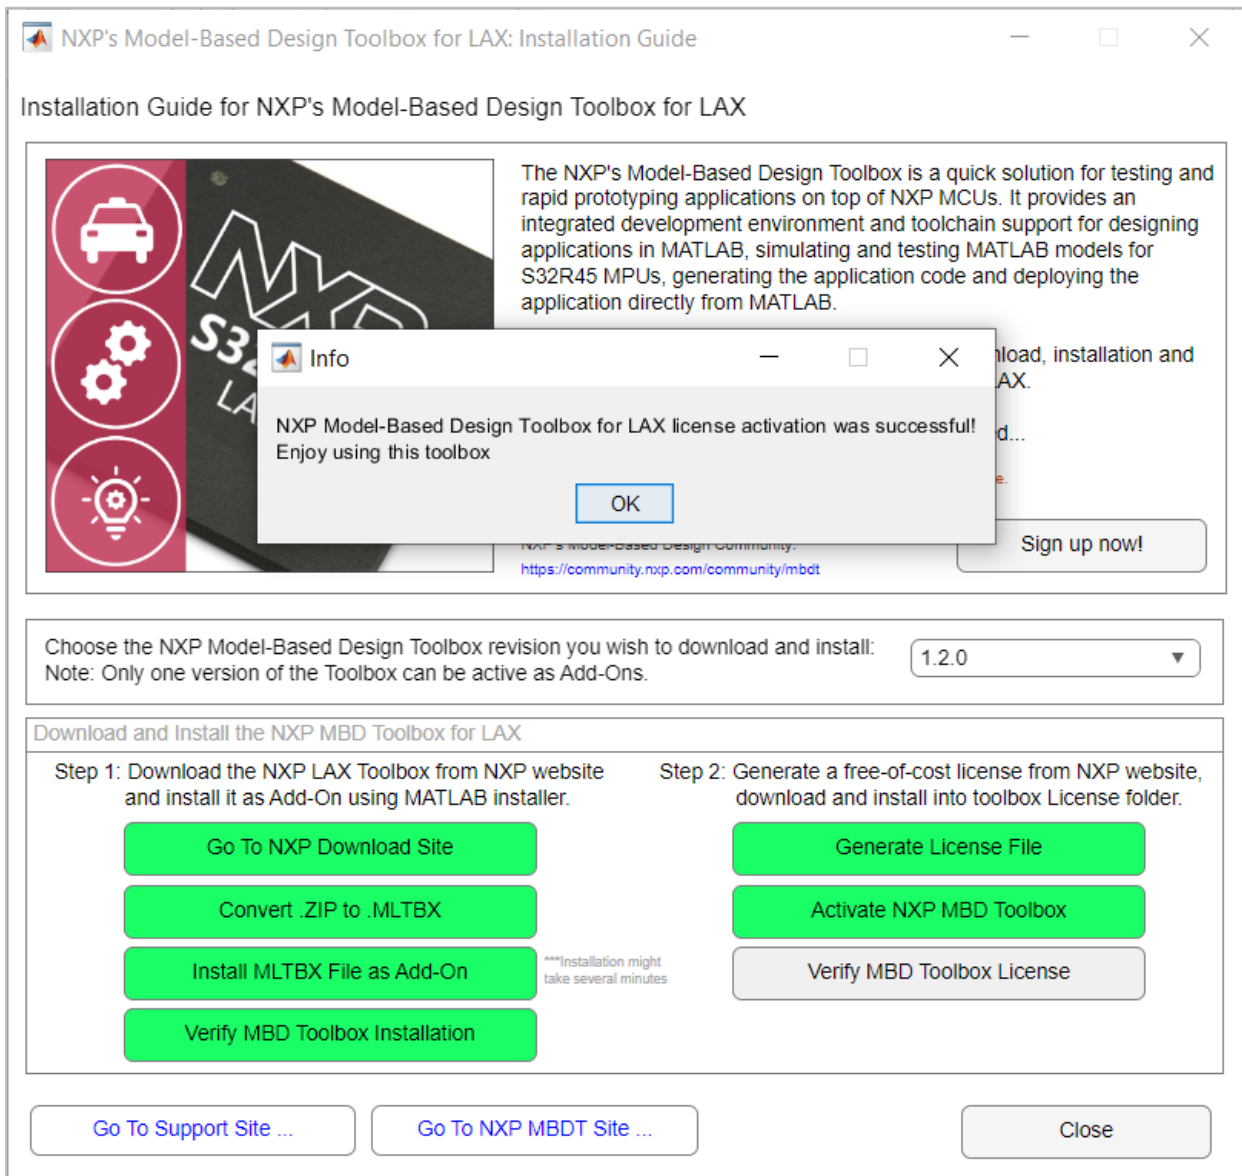 NXP's Model-Based Design Toolbox for LAX: Installation Guide
Installation Guide for NXP's Model-Based Design Toolbox for LAX
The NXP's Model-Based Design Toolbox is a quick solution for testing and
rapid prototyping applications on top of NXP MCUs. It provides an
integrated development environment and toolchain support for designing
applications in MATLAB, simulating and testing MATLAB models for
S32R45 MPUs, generating the application code and deploying the
application directly from MATLAB.
NXP
S32
LA
installation and
LAX.
Info
NXP Model-Based Design Toolbox for LAX license activation was successful!
Enjoy using this toolbox
OK
NXP's Model-Based Design Community:
https://community.nxp.com/community/mbdt
Sign up now!
Choose the NXP Model-Based Design Toolbox revision you wish to download and install:
Note: Only one version of the Toolbox can be active as Add-Ons.
1.2.0
Download and Install the NXP MBD Toolbox for LAX
Step 1: Download the NXP LAX Toolbox from NXP website
and install it as Add-On using MATLAB installer.
Go To NXP Download Site
Convert .ZIP to .MLTBX
Install MLTBX File as Add-On
***Installation might
take several minutes
Verify MBD Toolbox Installation
Step 2: Generate a free-of-cost license from NXP website,
download and install into toolbox License folder.
Generate License File
Activate NXP MBD Toolbox
Verify MBD Toolbox License
Go To Support Site ...
Go To NXP MBDT Site ...
Close